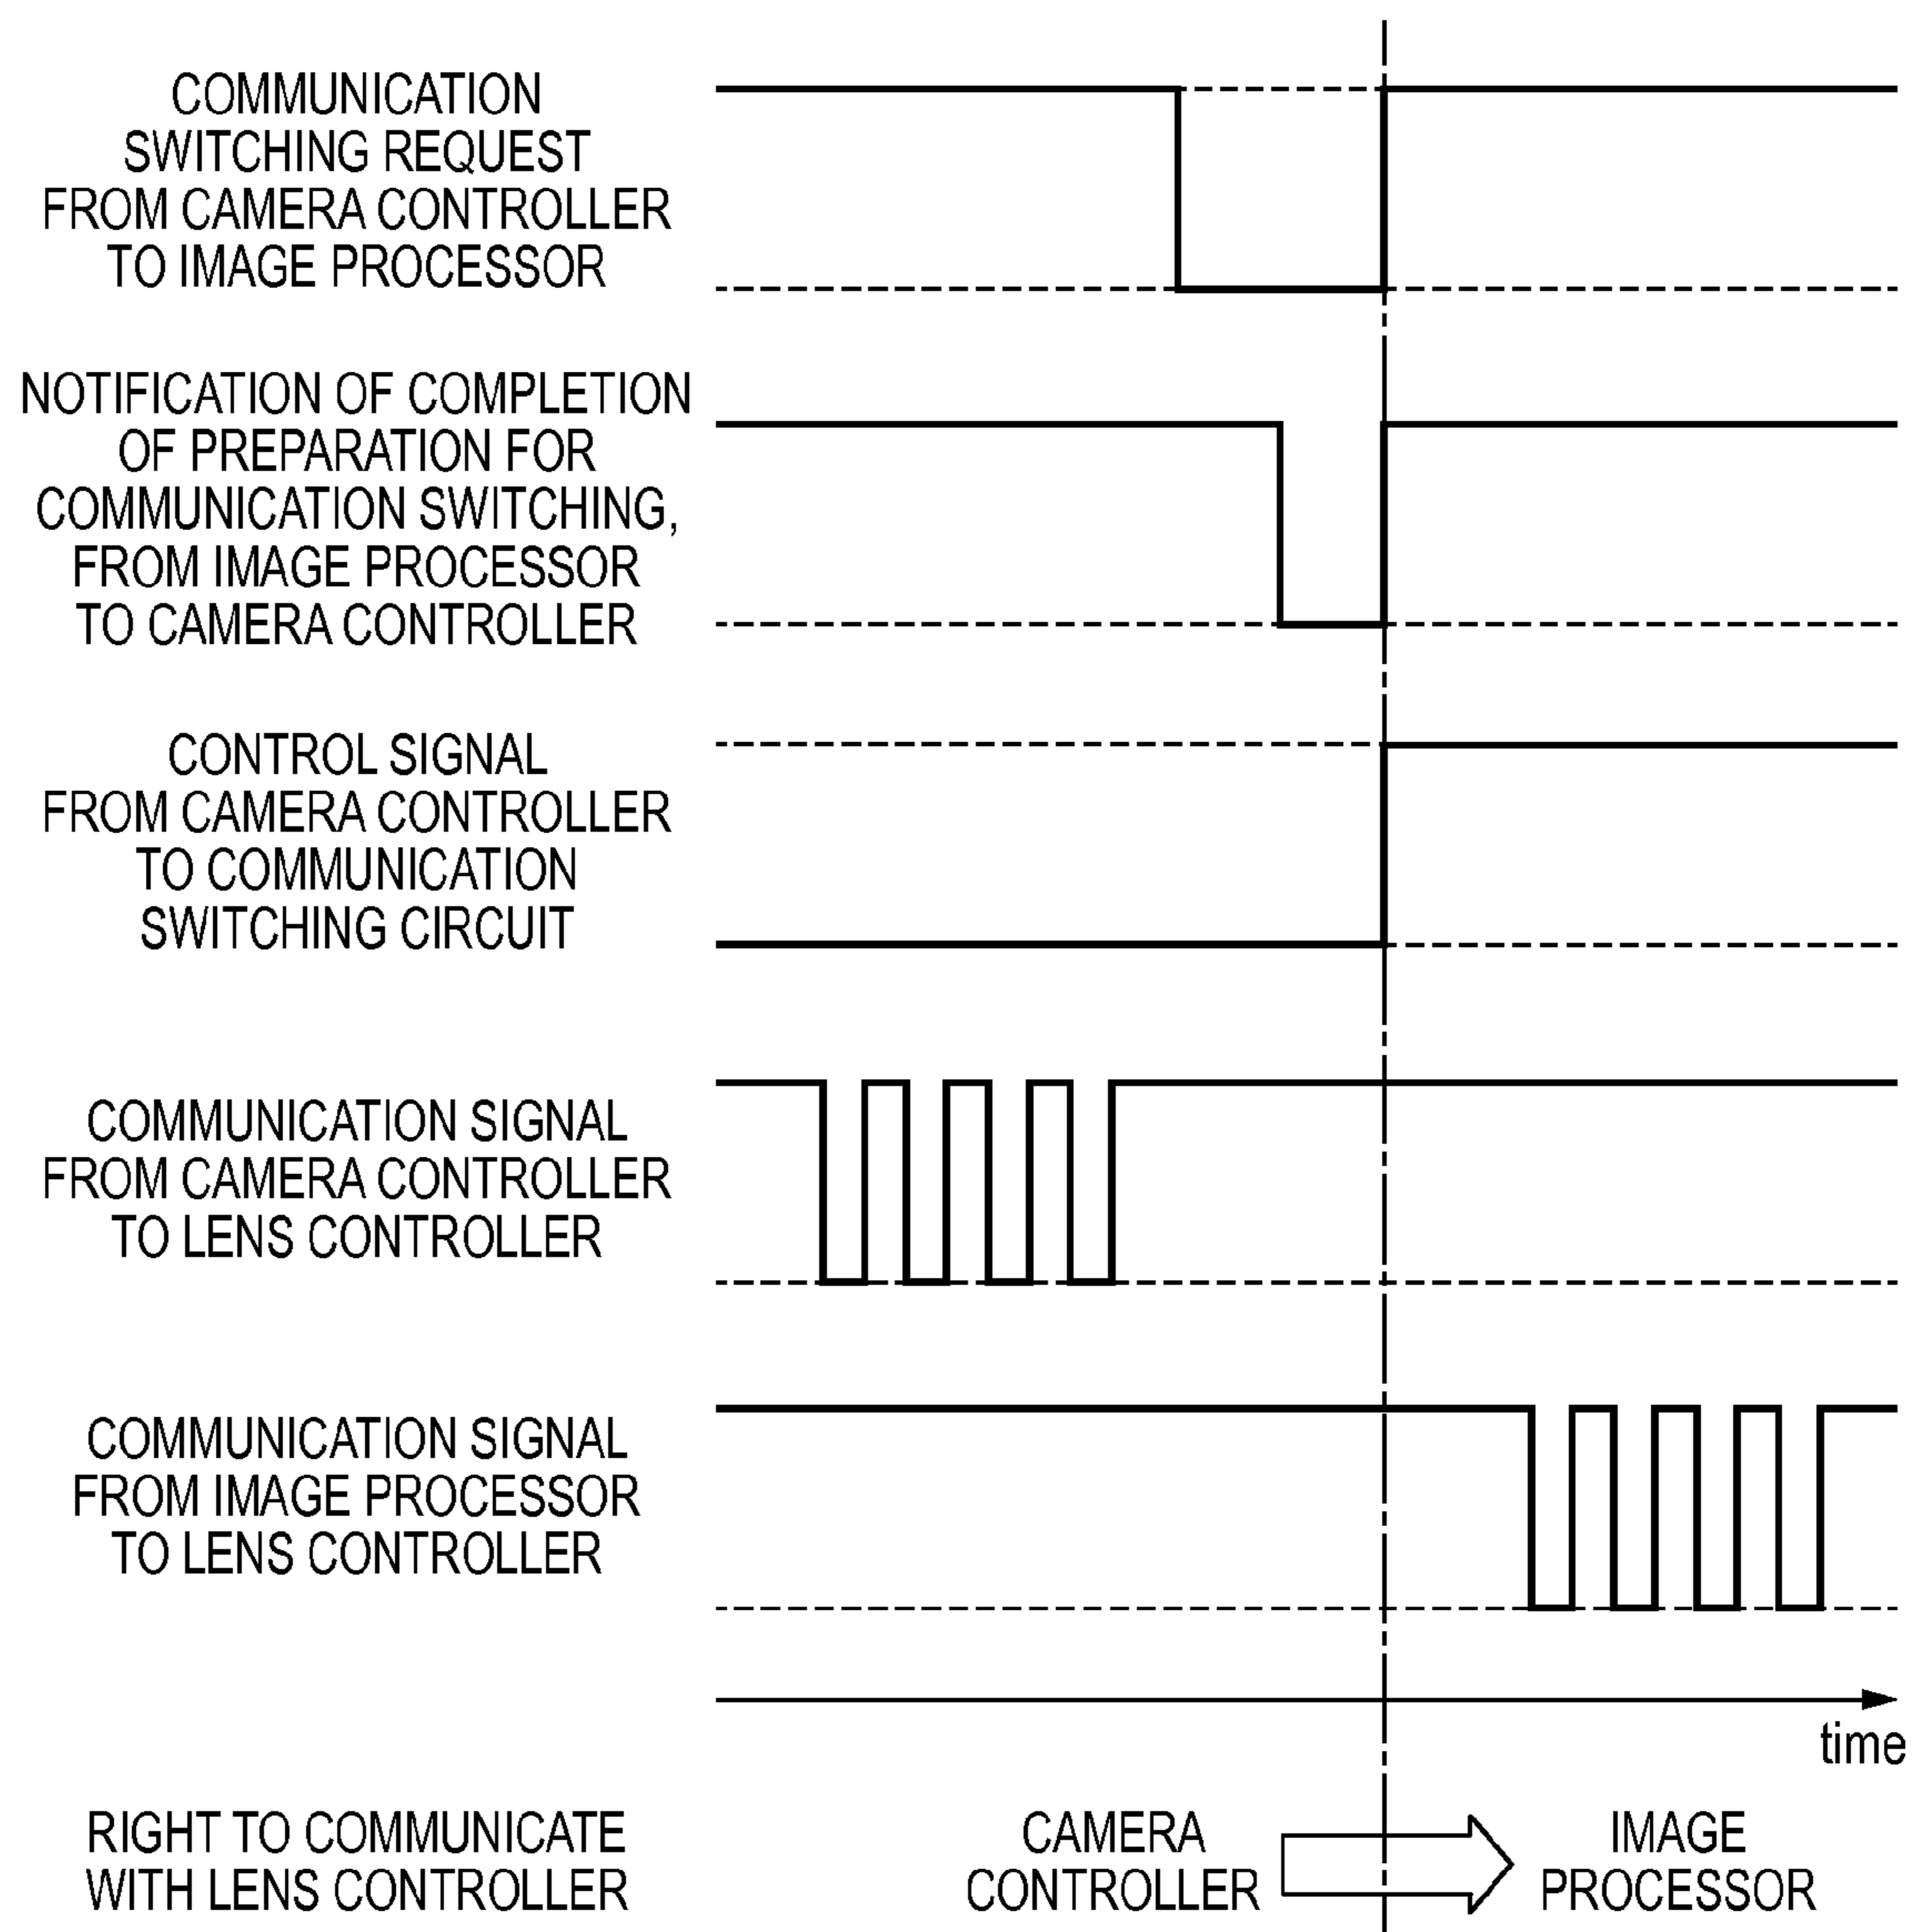 COMMUNICATION
SWITCHING REQUEST
FROM CAMERA CONTROLLER
TO IMAGE PROCESSOR
NOTIFICATION OF COMPLETION
OF PREPARATION FOR
COMMUNICATION SWITCHING,
FROM IMAGE PROCESSOR
TO CAMERA CONTROLLER
CONTROL SIGNAL
FROM CAMERA CONTROLLER
TO COMMUNICATION
SWITCHING CIRCUIT
COMMUNICATION SIGNAL
FROM CAMERA CONTROLLER
TO LENS CONTROLLER
COMMUNICATION SIGNAL
FROM IMAGE PROCESSOR
TO LENS CONTROLLER
time
RIGHT TO COMMUNICATE
WITH LENS CONTROLLER
CAMERA
CONTROLLER
IMAGE
PROCESSOR